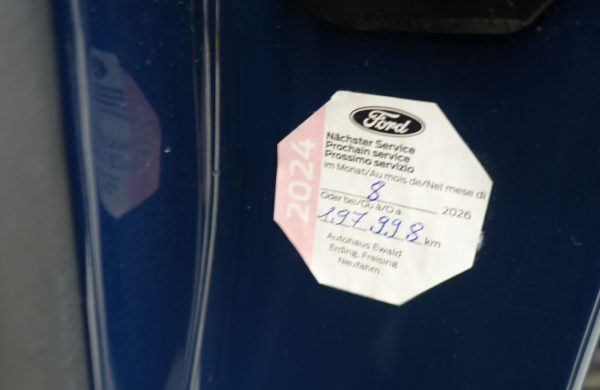 Ford
Nächster Service
Prochain service
Prossimo servizio
im Monat/Au mois de/Nel mese di
8 2026
Oder bei/Ou à/O a
197.998 km
Autohaus Ewald
Erding, Freising
Neufahrn
2024